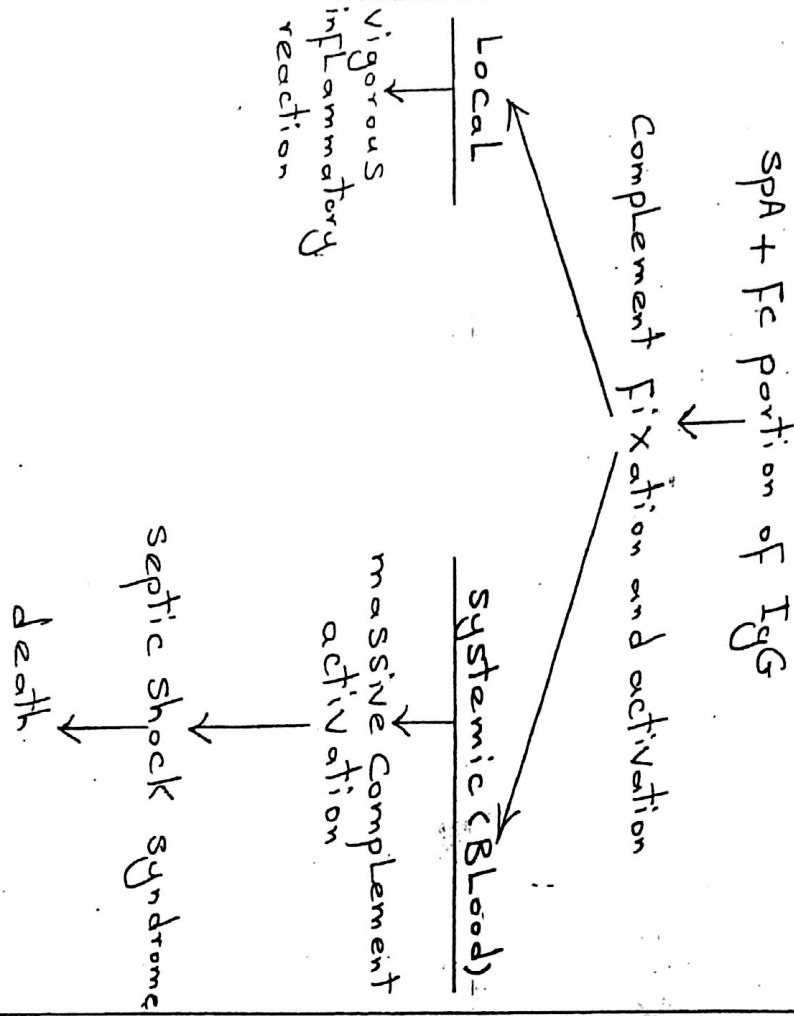 SpA + Fc portion of IgG
Complement Fixation and activation
Local
vigorous
inflammatory
reaction
systemic (Blood)
massive Complement
activation
septic shock syndrome
death